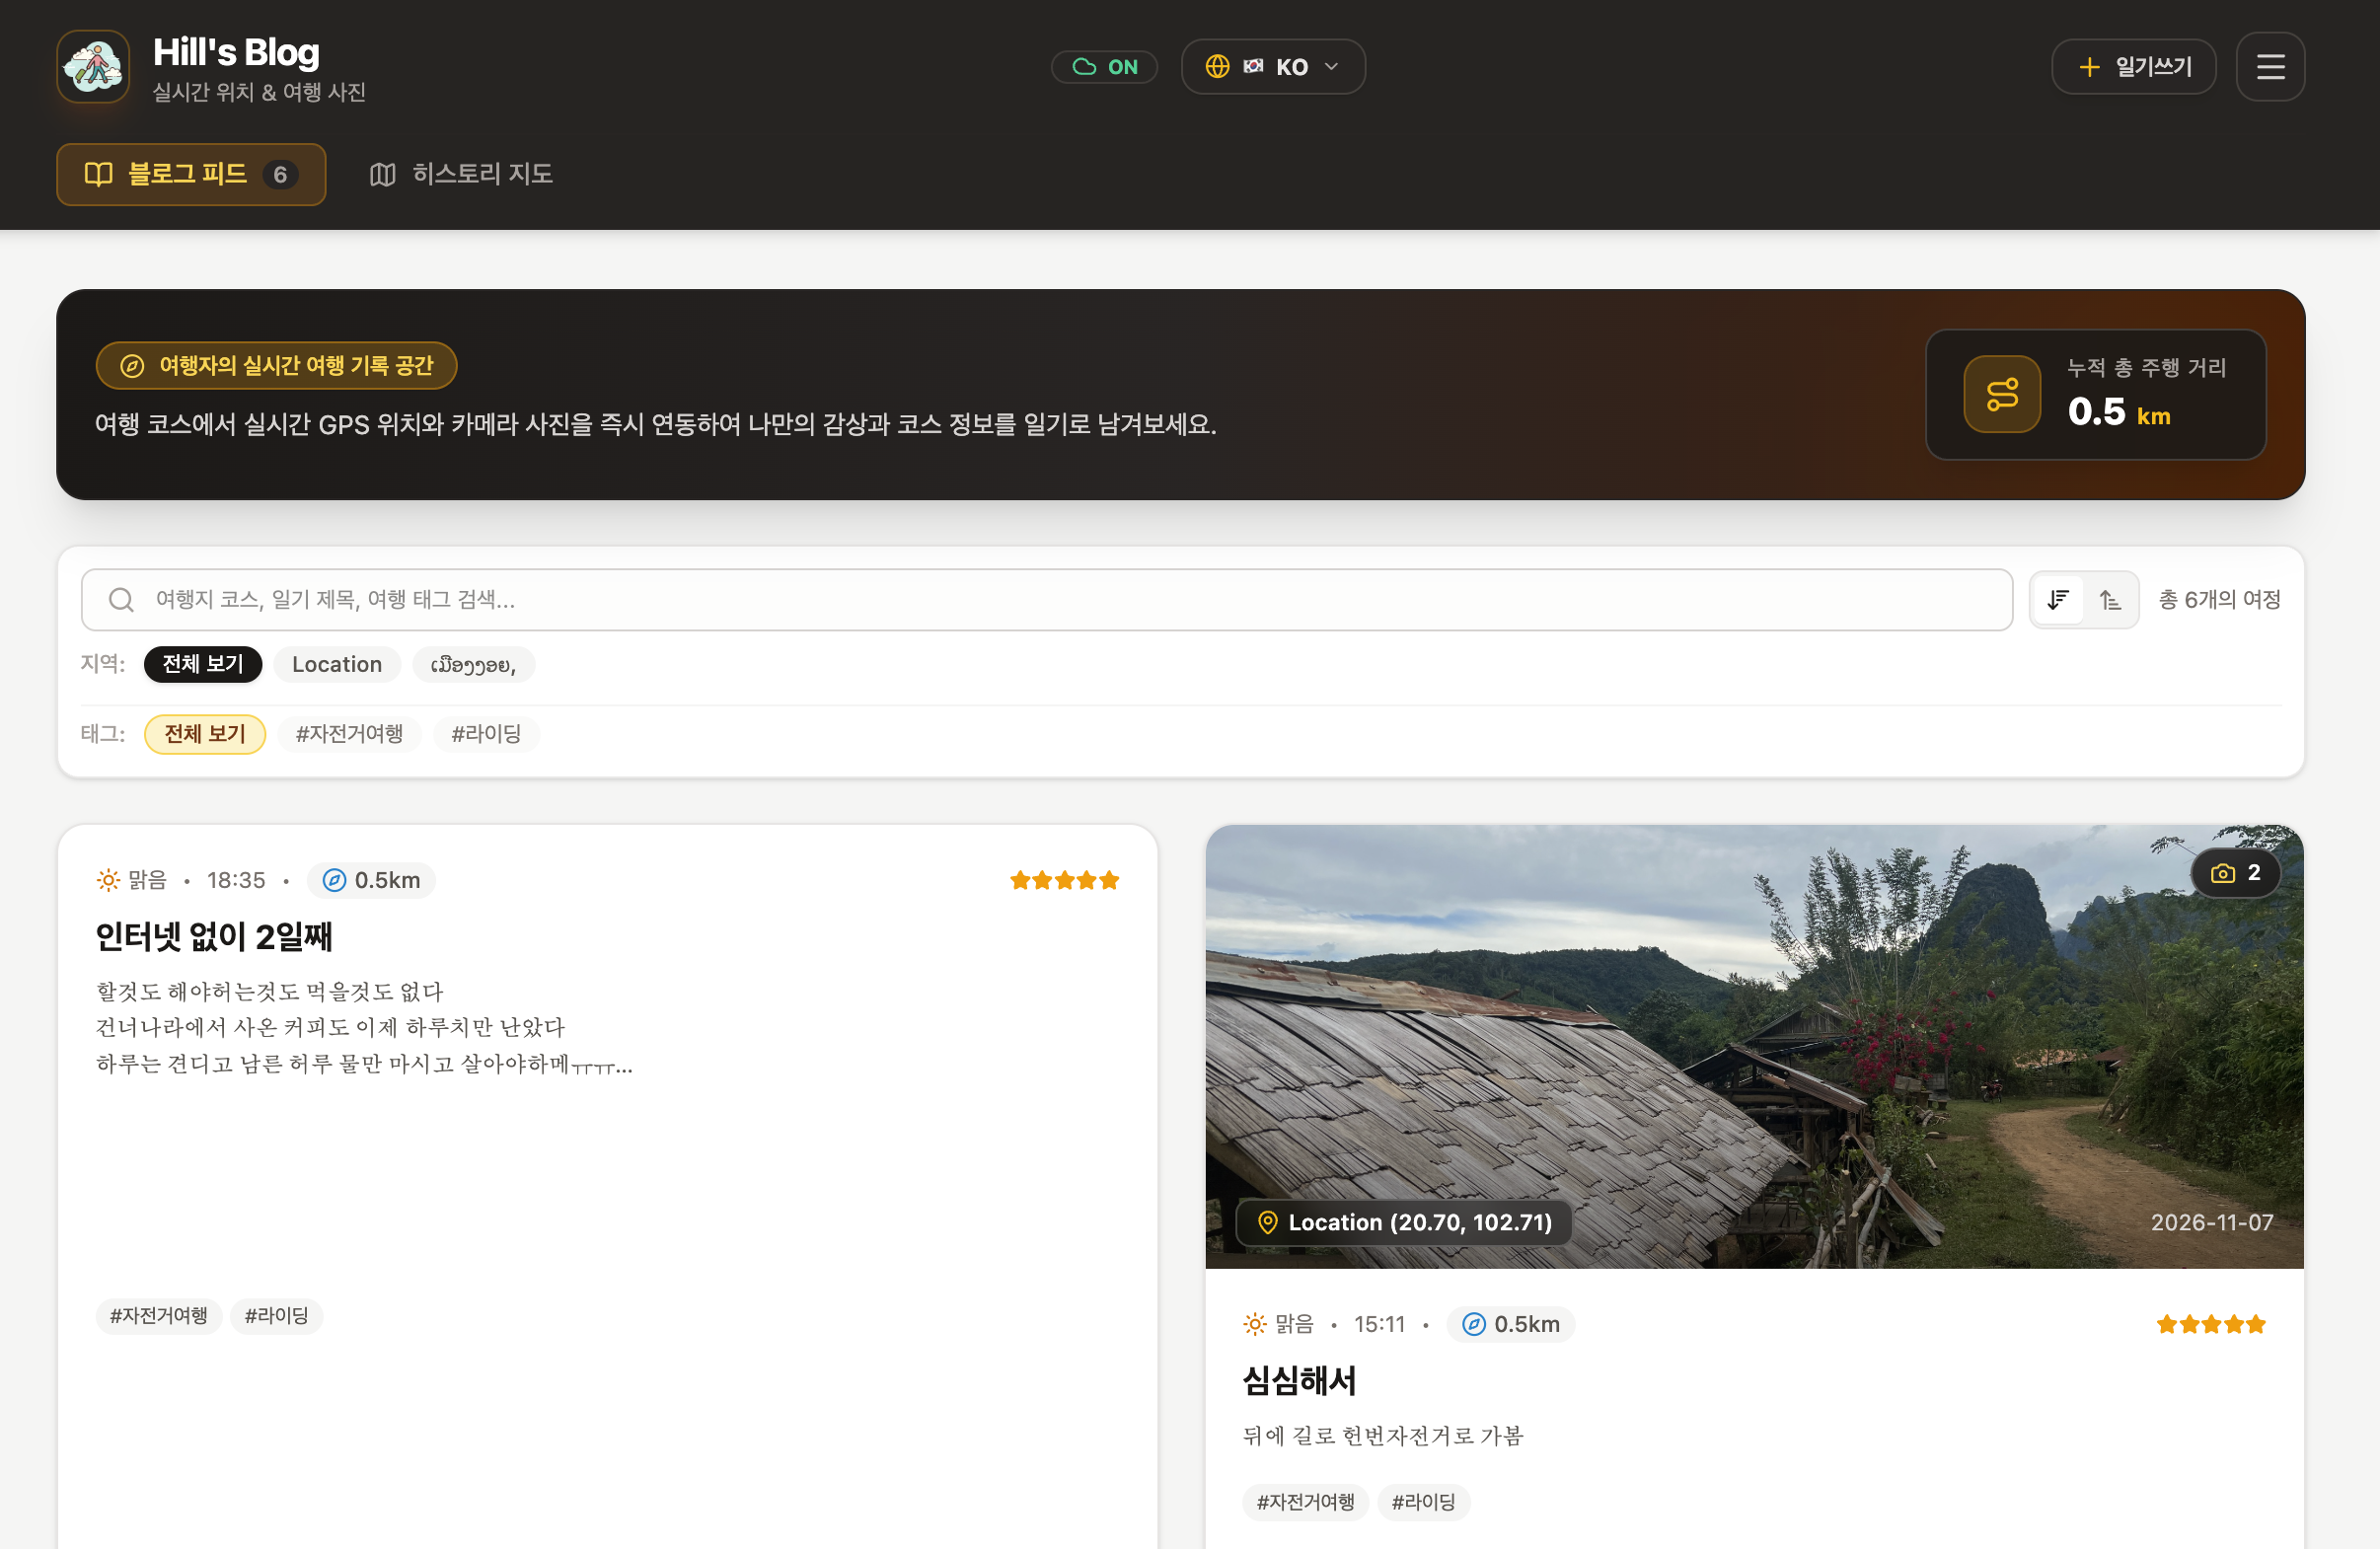 Hill's Blog
실시간 위치 & 여행 사진
ON
KO
일기쓰기
블로그 피드 6
히스토리 지도
여행자의 실시간 여행 기록 공간
여행 코스에서 실시간 GPS 위치와 카메라 사진을 즉시 연동하여 나만의 감상과 코스 정보를 일기로 남겨보세요.
누적 총 주행 거리
0.5 km
여행지 코스, 일기 제목, 여행 태그 검색...
총 6개의 여정
지역: 전체 보기 Location ເມືອງງອຍ,
태그: 전체 보기 #자전거여행 #라이딩
맑음 • 18:35 • 0.5km
인터넷 없이 2일째
할것도 해야허는것도 먹을것도 없다
건너나라에서 사온 커피도 이제 하루치만 난았다
하루는 견디고 남른 허루 물만 마시고 살아야하메ㅠㅠ...
#자전거여행 #라이딩
2
Location (20.70, 102.71)
2026-11-07
맑음 • 15:11 • 0.5km
심심해서
뒤에 길로 헌번자전거로 가봄
#자전거여행 #라이딩